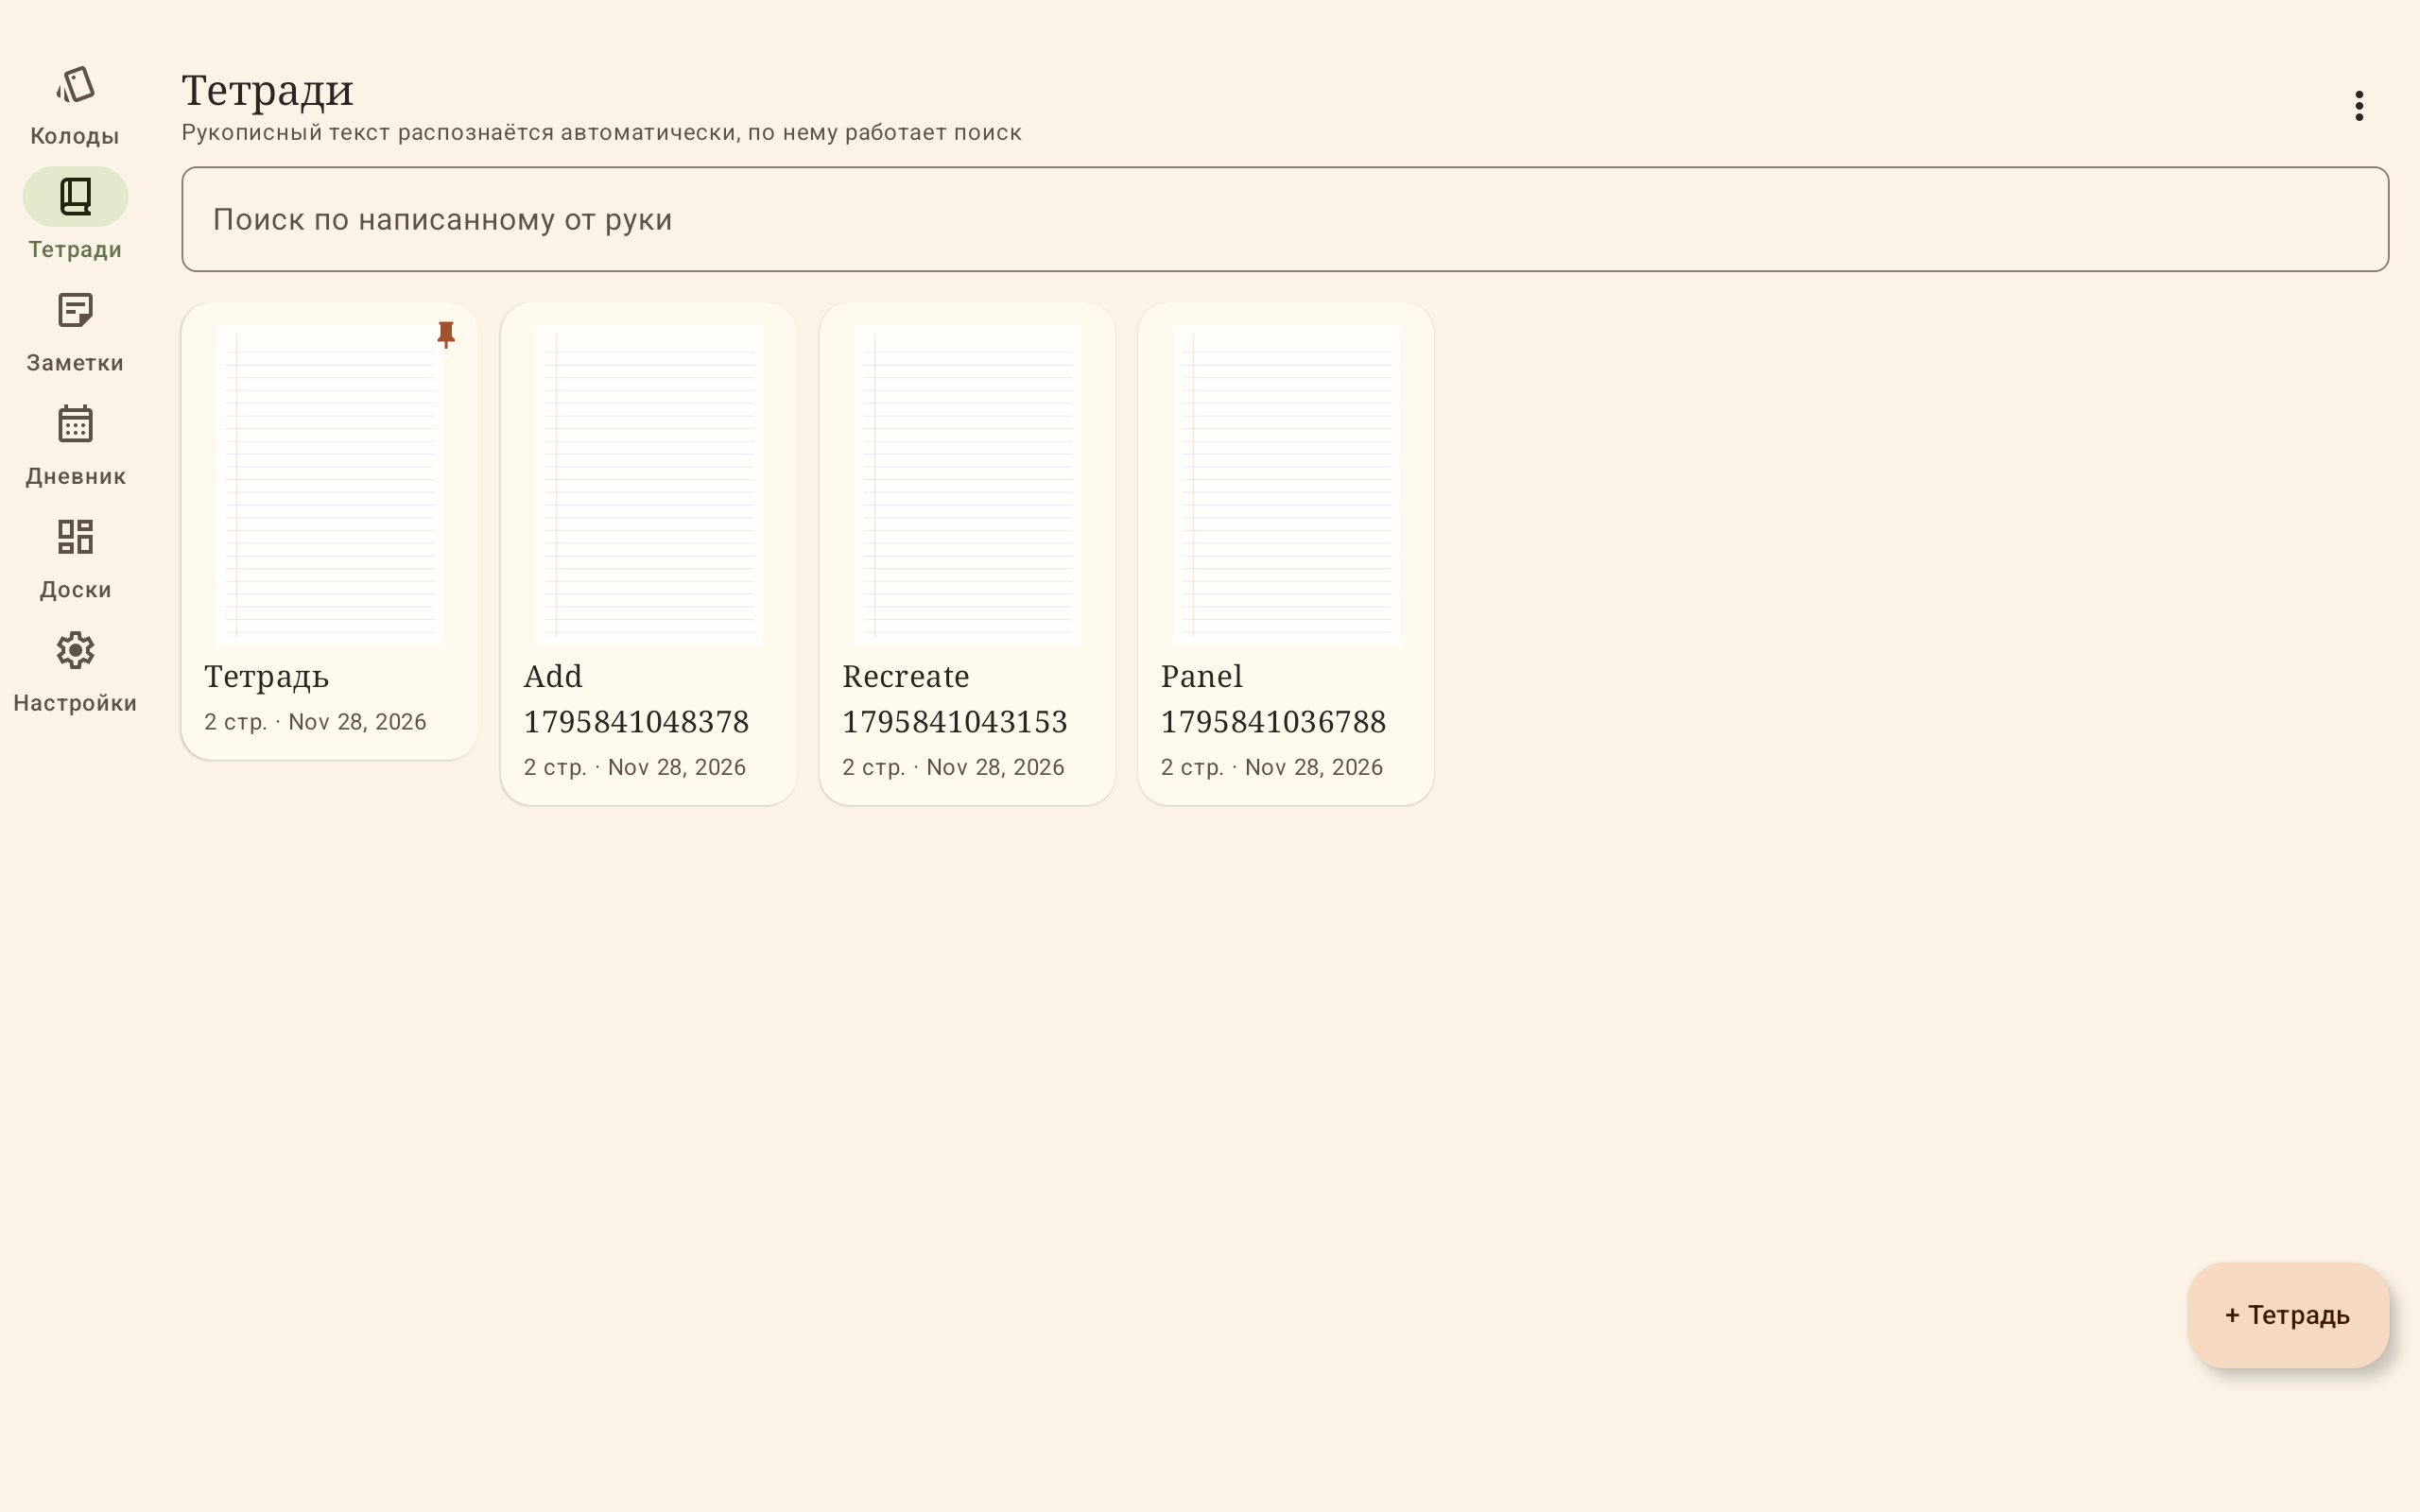 Колоды
Тетради
Заметки
Дневник
Доски
Настройки
Тетради
Рукописный текст распознаётся автоматически, по нему работает поиск
Поиск по написанному от руки
Тетрадь
2 стр. · Nov 28, 2026
Add
1795841048378
2 стр. · Nov 28, 2026
Recreate
1795841043153
2 стр. · Nov 28, 2026
Panel
1795841036788
2 стр. · Nov 28, 2026
+ Тетрадь